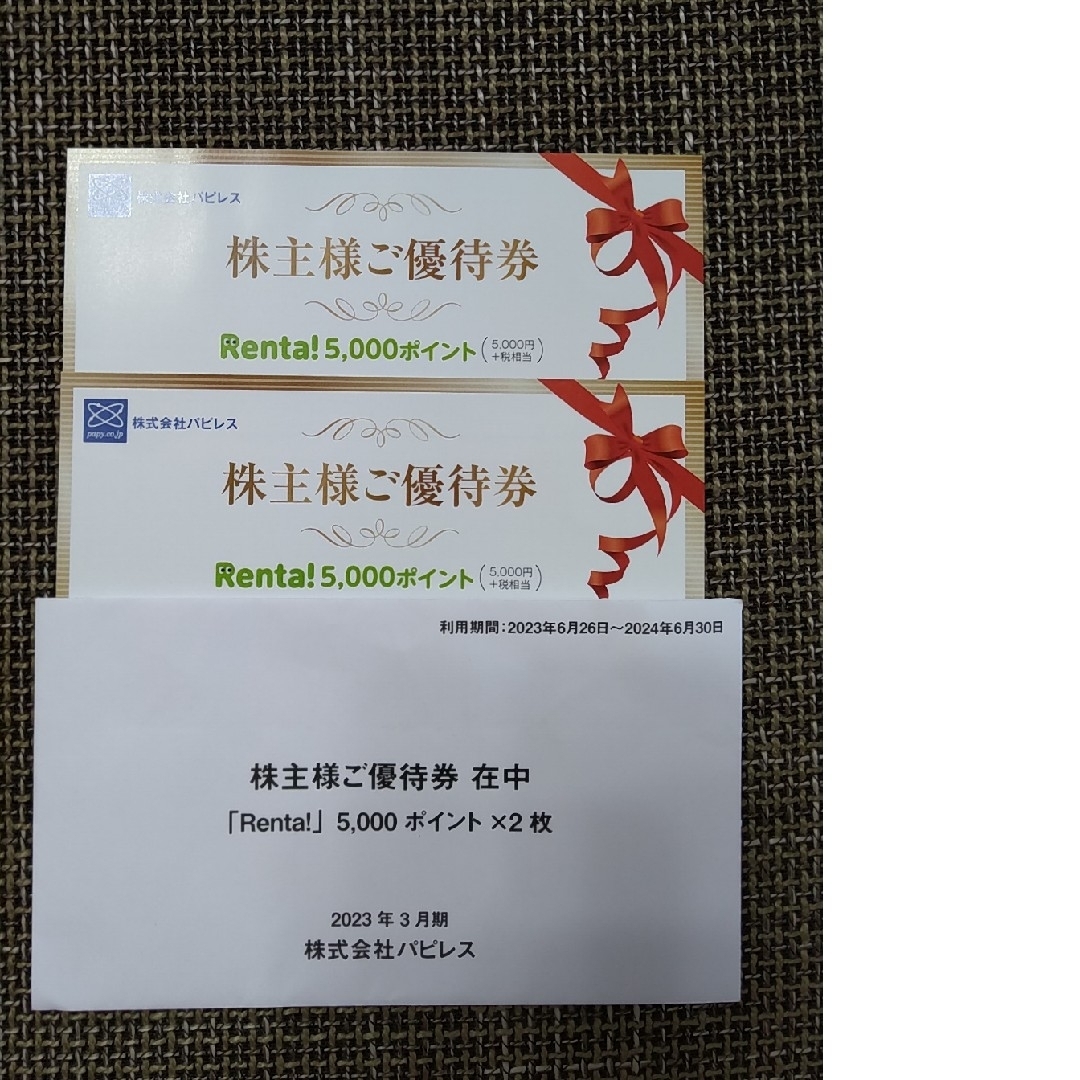 株式会社パピレス
株主様ご優待券
Renta! 5,000ポイント (5,000円
+税相当)
papy.co.jp
株式会社パピレス
株主様ご優待券
Renta! 5,000ポイント (5,000円
+税相当)
利用期間:2023年6月26日～2024年6月30日
株主様ご優待券 在中
「Renta!」 5,000 ポイント ×2 枚
2023 年 3 月期
株式会社パピレス